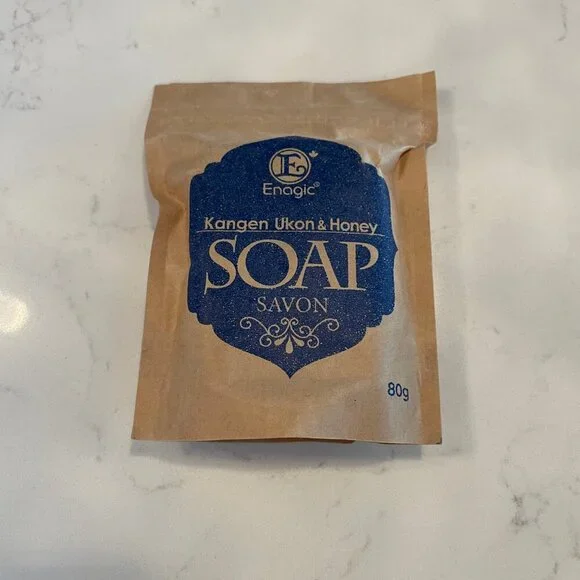 E
Enagic®
Kangen Ukon & Honey
SOAP
SAVON
80g